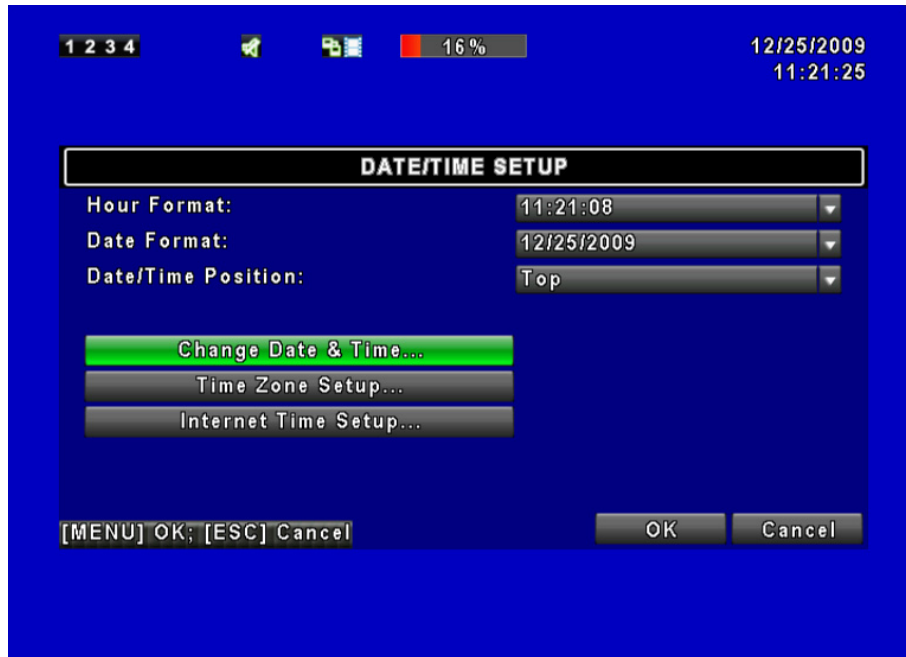 1 2 3 4 16% 12/25/2009
11:21:25
DATE/TIME SETUP
Hour Format: 11:21:08
Date Format: 12/25/2009
Date/Time Position: Top
Change Date & Time...
Time Zone Setup...
Internet Time Setup...
[MENU] OK; [ESC] Cancel OK Cancel